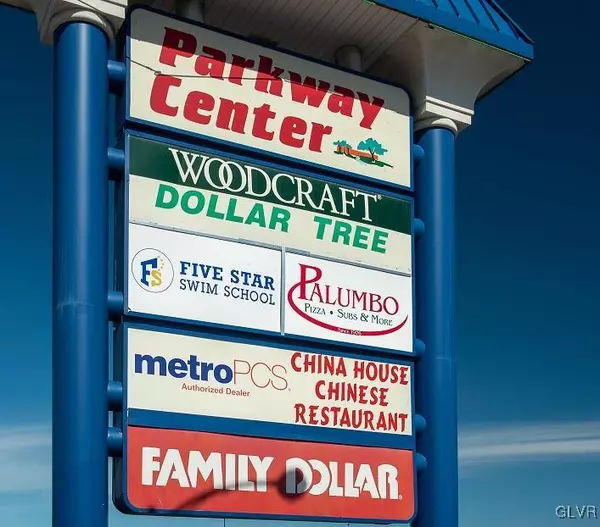 Parkway
Center
WOODCRAFT®
DOLLAR TREE
FS
FIVE STAR
SWIM SCHOOL
PALUMBO
PIZZA • SUBS & MORE
metroPCS®
Authorized Dealer
CHINA HOUSE
CHINESE
RESTAURANT
FAMILY DOLLAR®
GLVR